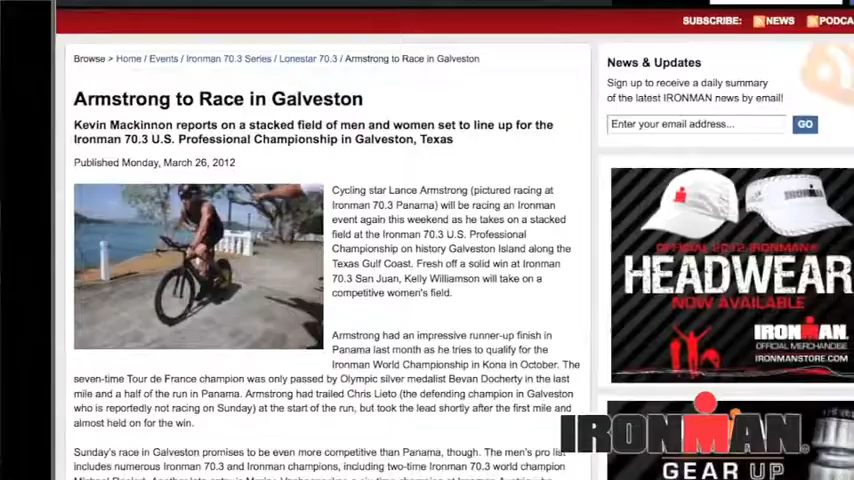 SUBSCRIBE: NEWS PODCA
Browse > Home / Events / Ironman 70.3 Series / Lonestar 70.3 / Armstrong to Race in Galveston
Armstrong to Race in Galveston
Kevin Mackinnon reports on a stacked field of men and women set to line up for the
Ironman 70.3 U.S. Professional Championship in Galveston, Texas
Published Monday, March 26, 2012
Cycling star Lance Armstrong (pictured racing at
Ironman 70.3 Panama) will be racing an Ironman
event again this weekend as he takes on a stacked
field at the Ironman 70.3 U.S. Professional
Championship on history Galveston Island along the
Texas Gulf Coast. Fresh off a solid win at Ironman
70.3 San Juan, Kelly Williamson will take on a
competitive women's field.
Armstrong had an impressive runner-up finish in
Panama last month as he tries to qualify for the
Ironman World Championship in Kona in October. The
seven-time Tour de France champion was only passed by Olympic silver medalist Bevan Docherty in the last
mile and a half of the run in Panama. Armstrong had trailed Chris Lieto (the defending champion in Galveston
who is reportedly not racing on Sunday) at the start of the run, but took the lead shortly after the first mile and
almost held on for the win.
Sunday's race in Galveston promises to be even more competitive than Panama, though. The men's pro list
includes numerous Ironman 70.3 and Ironman champions, including two-time Ironman 70.3 world champion
News & Updates
Sign up to receive a daily summary
of the latest IRONMAN news by email!
Enter your email address... GO
OFFICIAL 2012 IRONMAN®
HEADWEAR
NOW AVAILABLE
IRONMAN
OFFICIAL MERCHANDISE
IRONMANSTORE.COM
IRONMAN®
GEAR UP